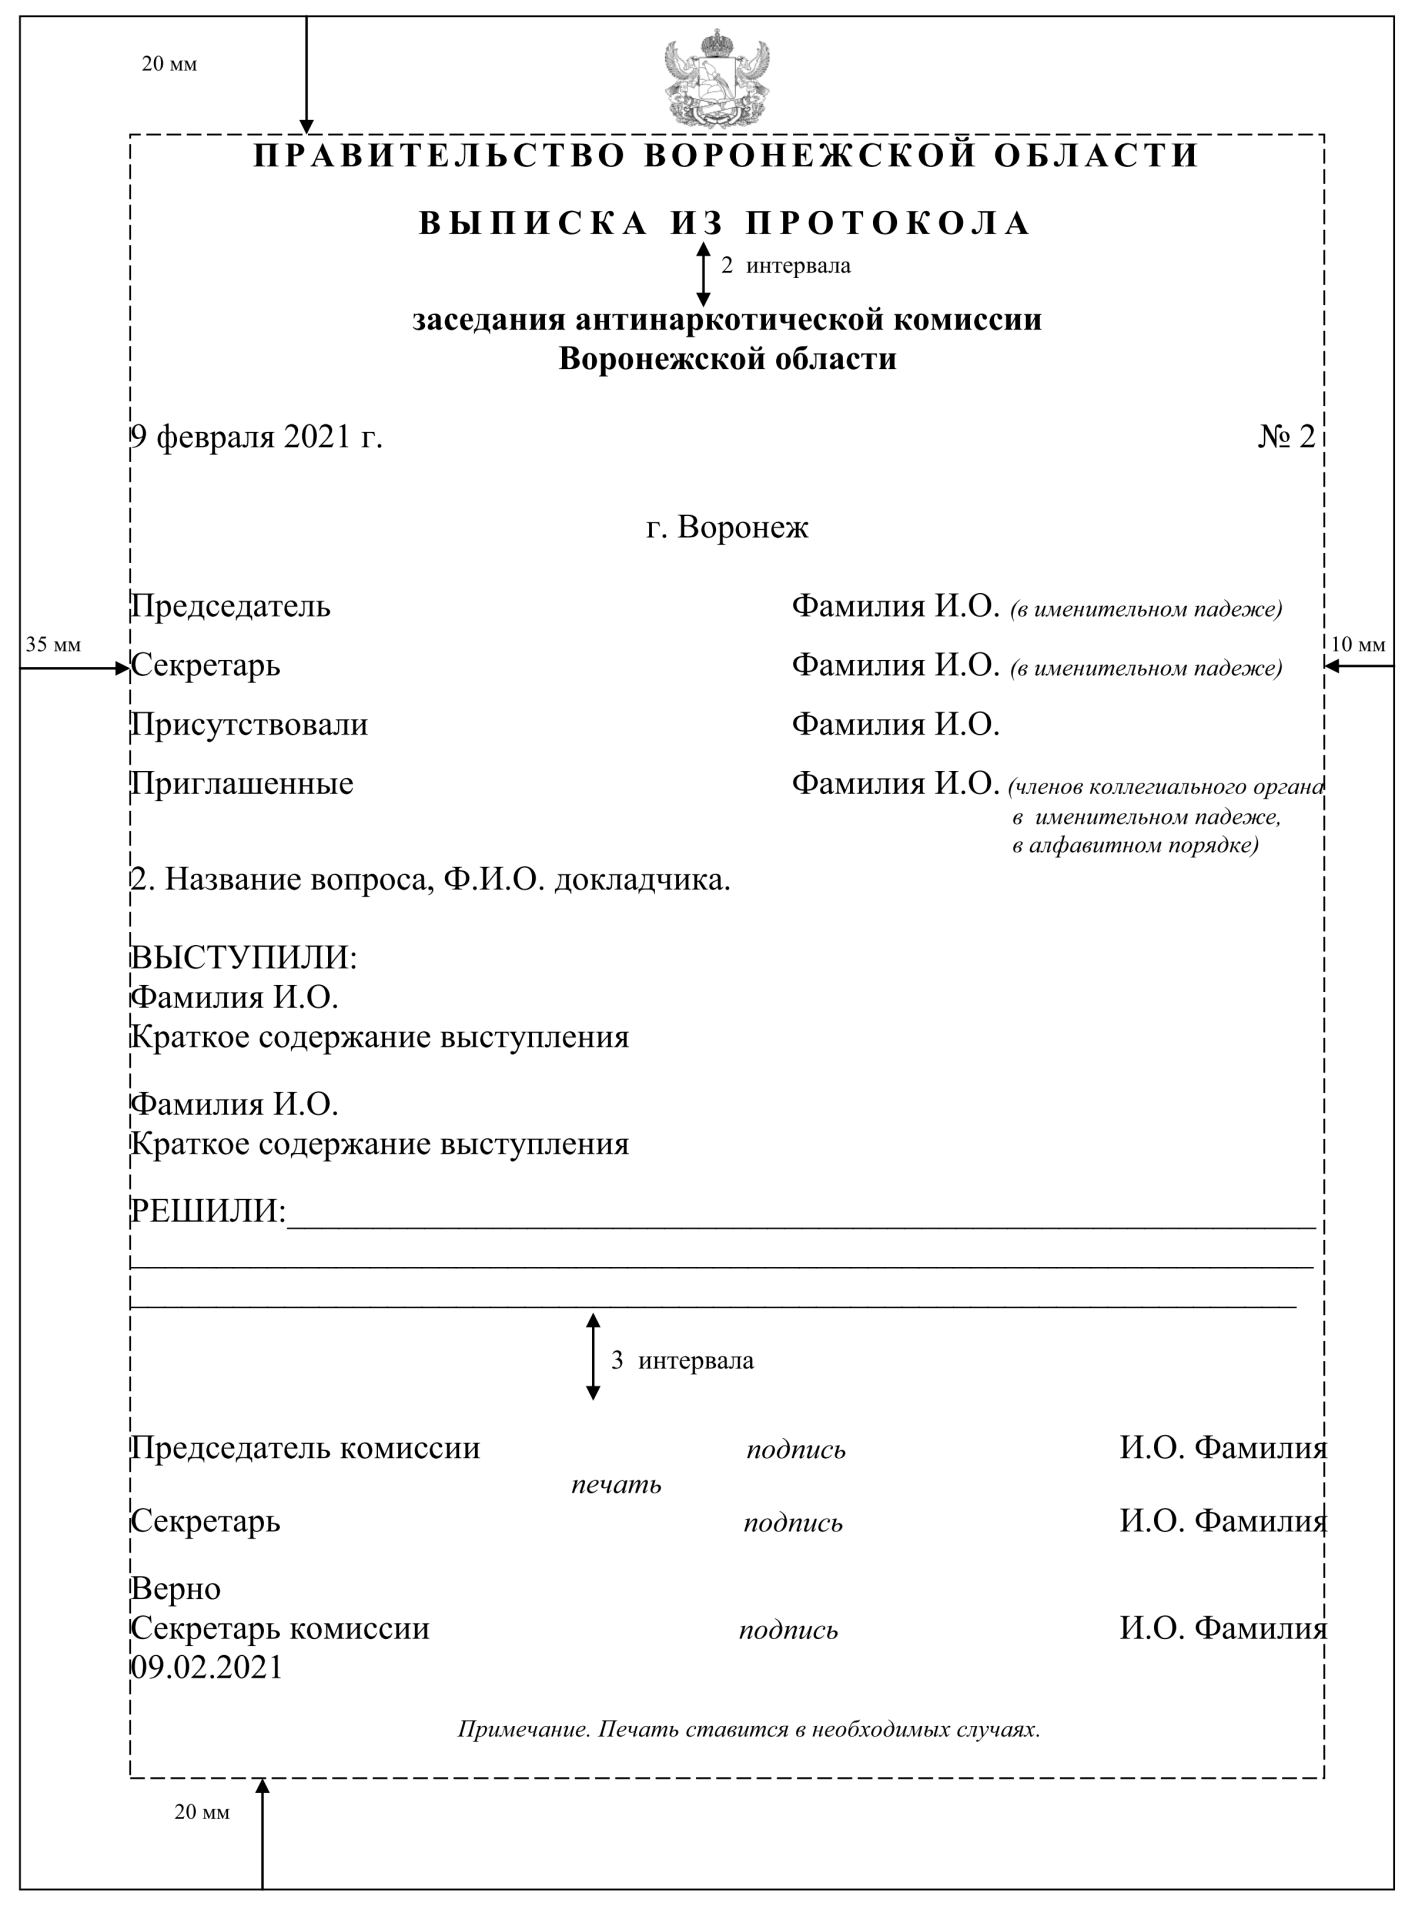 20 мм
ПРАВИТЕЛЬСТВО ВОРОНЕЖСКОЙ ОБЛАСТИ
ВЫПИСКА ИЗ ПРОТОКОЛА
2 интервала
заседания антинаркотической комиссии
Воронежской области
9 февраля 2021 г. № 2
г. Воронеж
Председатель Фамилия И.О. (в именительном падеже)
35 мм
10 мм
Секретарь Фамилия И.О. (в именительном падеже)
Присутствовали Фамилия И.О.
Приглашенные Фамилия И.О. (членов коллегиального органа
в именительном падеже,
в алфавитном порядке)
2. Название вопроса, Ф.И.О. докладчика.
ВЫСТУПИЛИ:
Фамилия И.О.
Краткое содержание выступления
Фамилия И.О.
Краткое содержание выступления
РЕШИЛИ:
3 интервала
Председатель комиссии подпись И.О. Фамилия
печать
Секретарь подпись И.О. Фамилия
Верно
Секретарь комиссии подпись И.О. Фамилия
09.02.2021
Примечание. Печать ставится в необходимых случаях.
20 мм